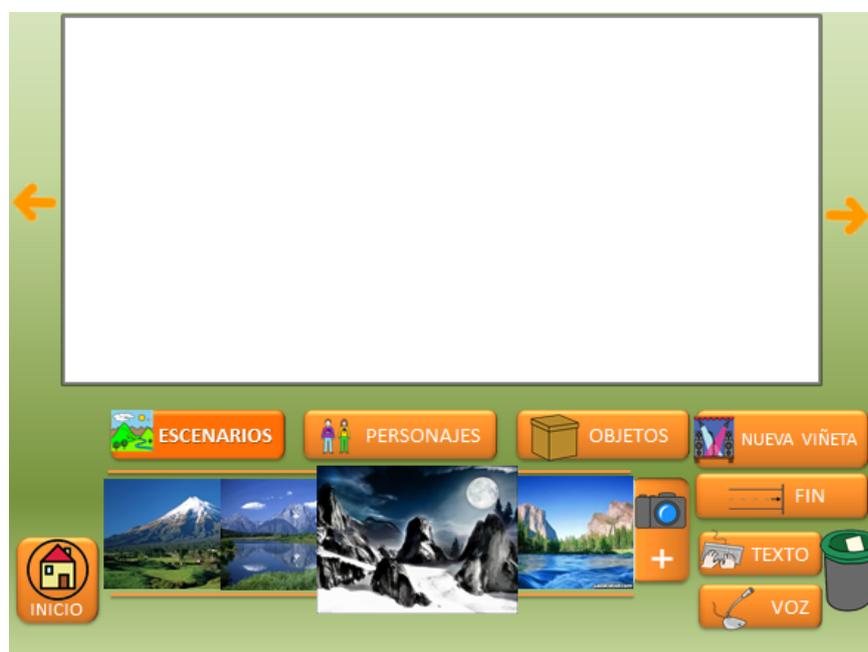 ESCENARIOS
PERSONAJES
OBJETOS
NUEVA VIÑETA
FIN
TEXTO
VOZ
INICIO